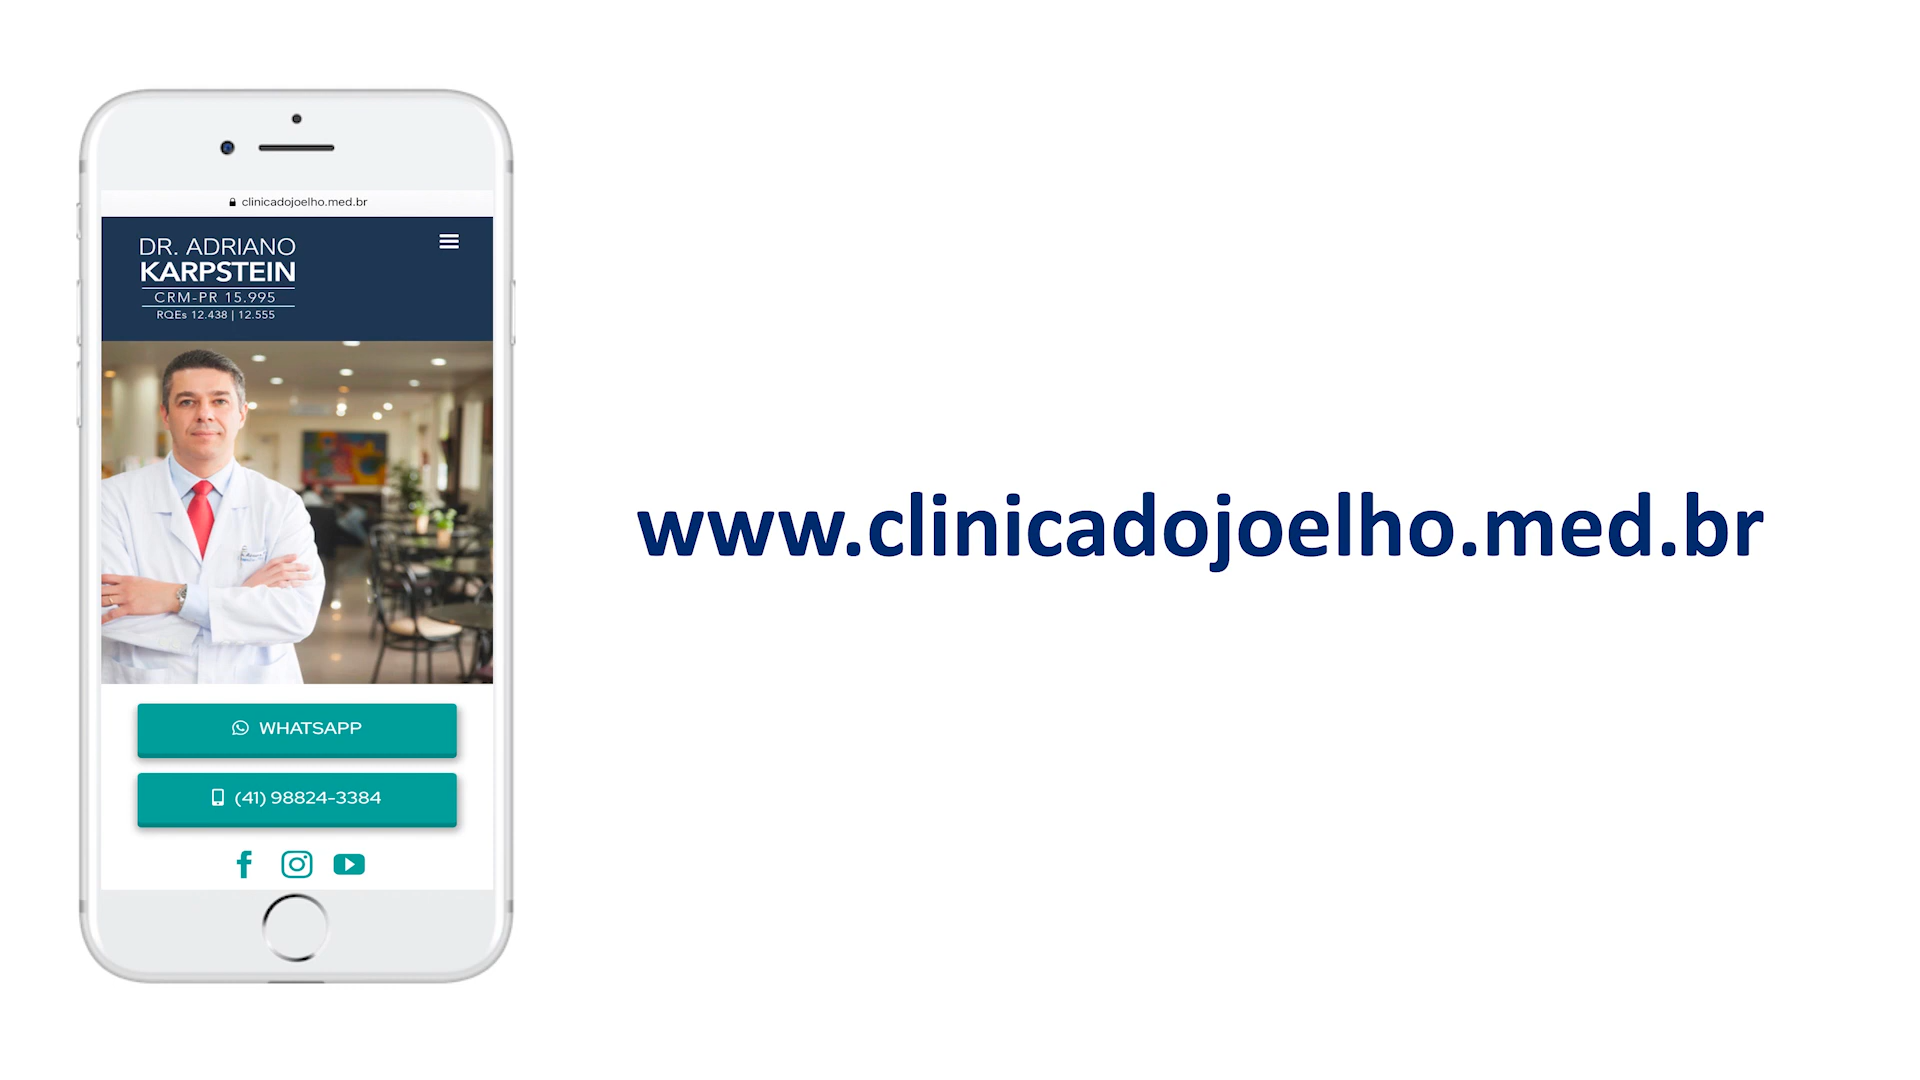 clinicadojoelho.med.br
DR. ADRIANO
KARPSTEIN
CRM-PR 15.995
RQEs 12.438 | 12.555
WHATSAPP
(41) 98824-3384
www.clinicadojoelho.med.br